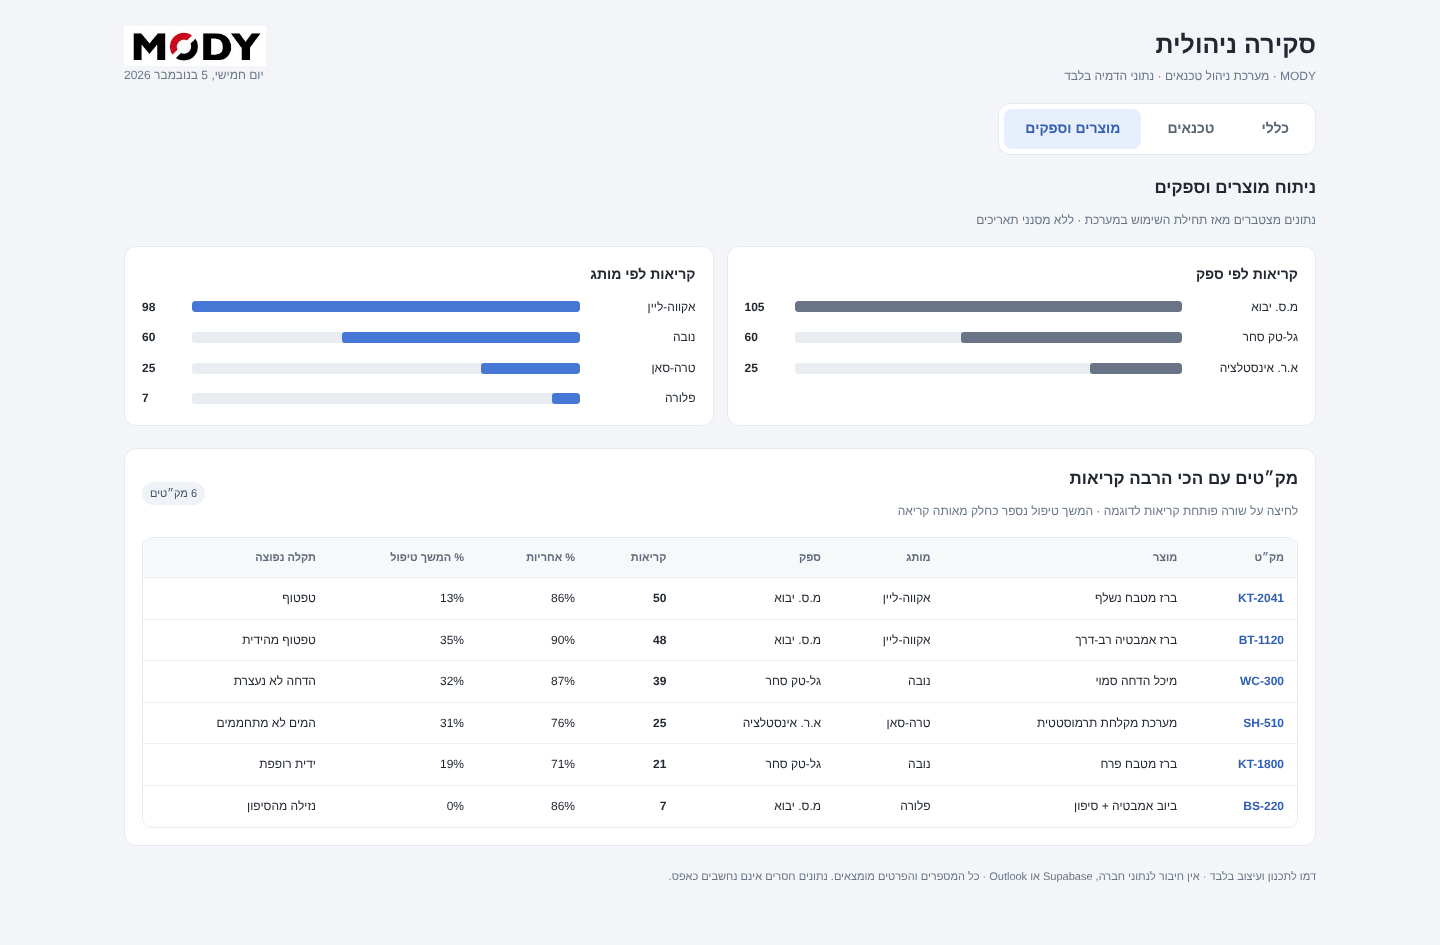 סקירה ניהולית
MODY · מערכת ניהול טכנאים · נתוני הדמיה בלבד
MODY
יום חמישי, 5 בנובמבר 2026
כללי טכנאים מוצרים וספקים
ניתוח מוצרים וספקים
נתונים מצטברים מאז תחילת השימוש במערכת · ללא מסנני תאריכים
קריאות לפי ספק
מ.ס. יבוא 105
גל-טק סחר 60
א.ר. אינסטלציה 25
קריאות לפי מותג
אקווה-ליין 98
נובה 60
טרה-סאן 25
פלורה 7
מק״טים עם הכי הרבה קריאות
לחיצה על שורה פותחת קריאות לדוגמה · המשך טיפול נספר כחלק מאותה קריאה
6 מק״טים
מק״ט מוצר מותג ספק קריאות % אחריות % המשך טיפול תקלה נפוצה
KT-2041 ברז מטבח נשלף אקווה-ליין מ.ס. יבוא 50 86% 13% טפטוף
BT-1120 ברז אמבטיה רב-דרך אקווה-ליין מ.ס. יבוא 48 90% 35% טפטוף מהידית
WC-300 מיכל הדחה סמוי נובה גל-טק סחר 39 87% 32% הדחה לא נעצרת
SH-510 מערכת מקלחת תרמוסטטית טרה-סאן א.ר. אינסטלציה 25 76% 31% המים לא מתחממים
KT-1800 ברז מטבח פרח נובה גל-טק סחר 21 71% 19% ידית רופפת
BS-220 ביוב אמבטיה + סיפון פלורה מ.ס. יבוא 7 86% 0% נזילה מהסיפון
דמו לתכנון ועיצוב בלבד · אין חיבור לנתוני חברה, Supabase או Outlook · כל המספרים והפרטים מומצאים. נתונים חסרים אינם נחשבים כאפס.